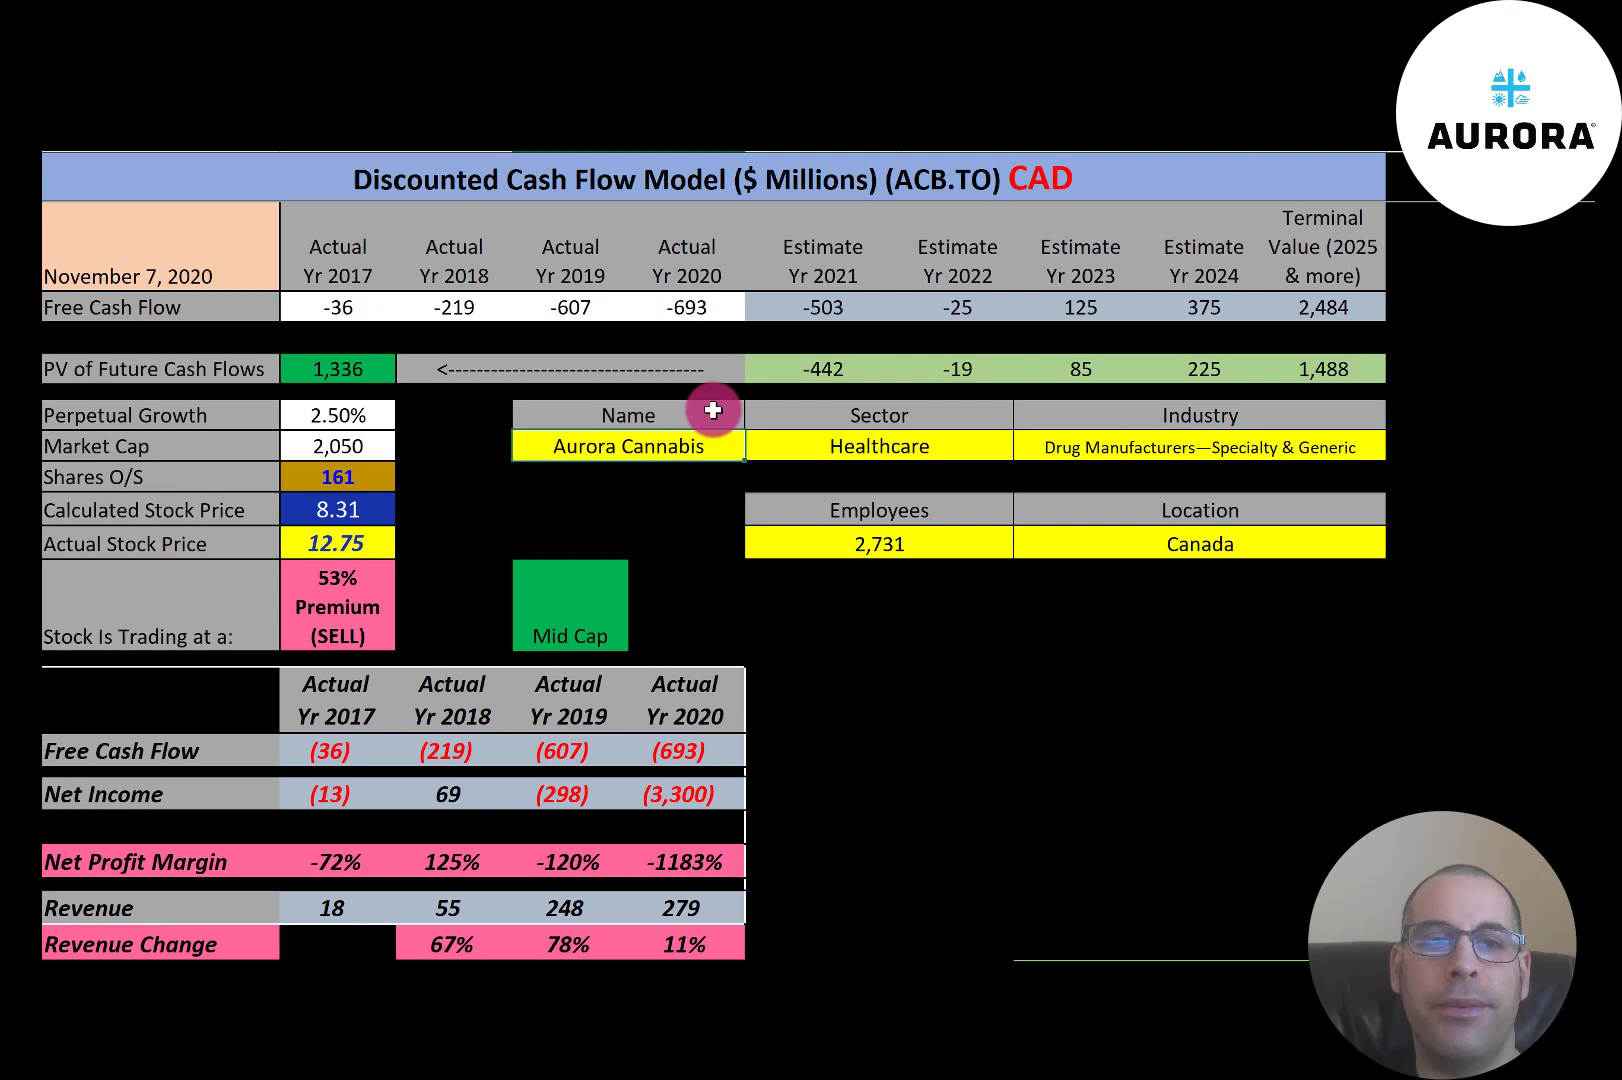 AURORA
Discounted Cash Flow Model ($ Millions) (ACB.TO) CAD
November 7, 2020 Actual Yr 2017 Actual Yr 2018 Actual Yr 2019 Actual Yr 2020 Estimate Yr 2021 Estimate Yr 2022 Estimate Yr 2023 Estimate Yr 2024 Terminal Value (2025 & more)
Free Cash Flow -36 -219 -607 -693 -503 -25 125 375 2,484
PV of Future Cash Flows 1,336 <------------------------------------ -442 -19 85 225 1,488
Perpetual Growth 2.50% Name Sector Industry
Market Cap 2,050 Aurora Cannabis Healthcare Drug Manufacturers—Specialty & Generic
Shares O/S 161
Calculated Stock Price 8.31 Employees Location
Actual Stock Price 12.75 2,731 Canada
Stock Is Trading at a: 53% Premium (SELL) Mid Cap
Actual Yr 2017 Actual Yr 2018 Actual Yr 2019 Actual Yr 2020
Free Cash Flow (36) (219) (607) (693)
Net Income (13) 69 (298) (3,300)
Net Profit Margin -72% 125% -120% -1183%
Revenue 18 55 248 279
Revenue Change 67% 78% 11%